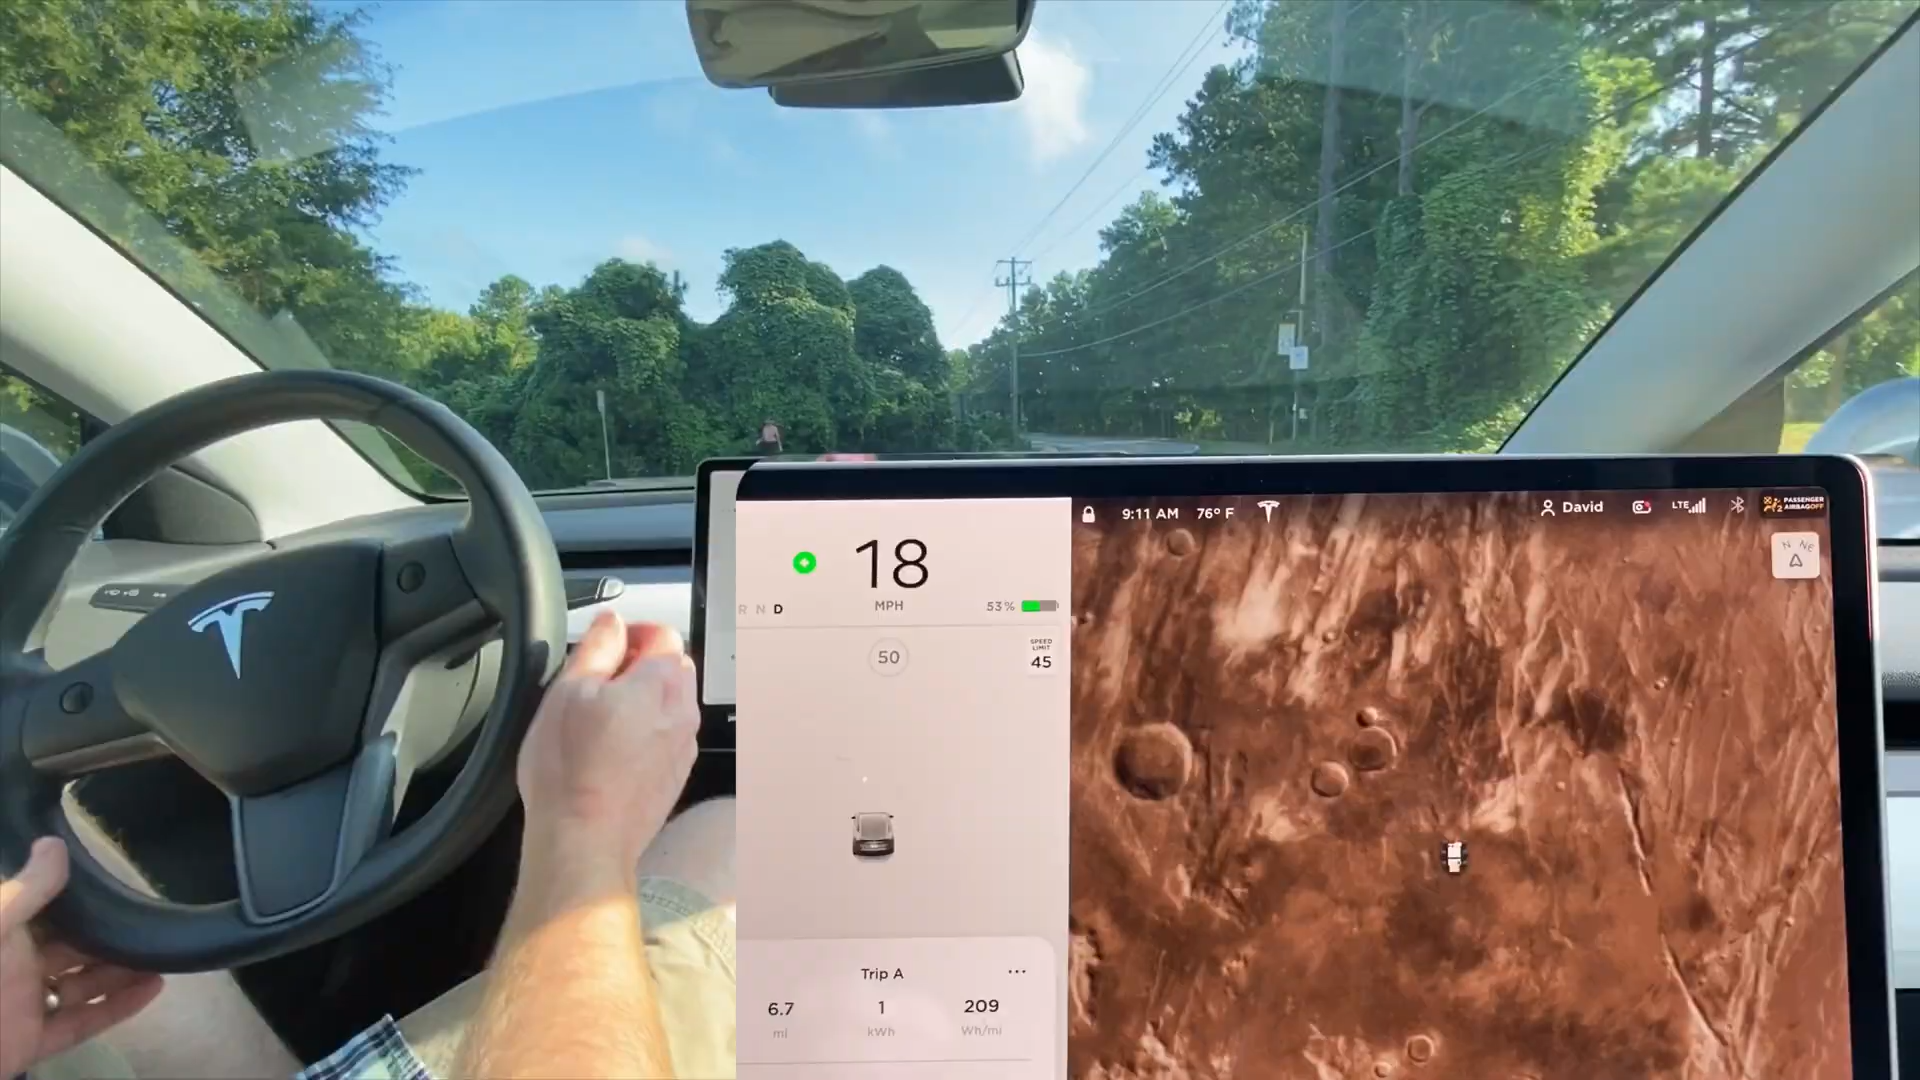 9:11 AM 76° F
David
LTE
PASSENGER
AIRBAG OFF
N NE
18
MPH
R N D
53%
50
SPEED
LIMIT
45
Trip A
...
6.7 1 209
mi kWh Wh/mi